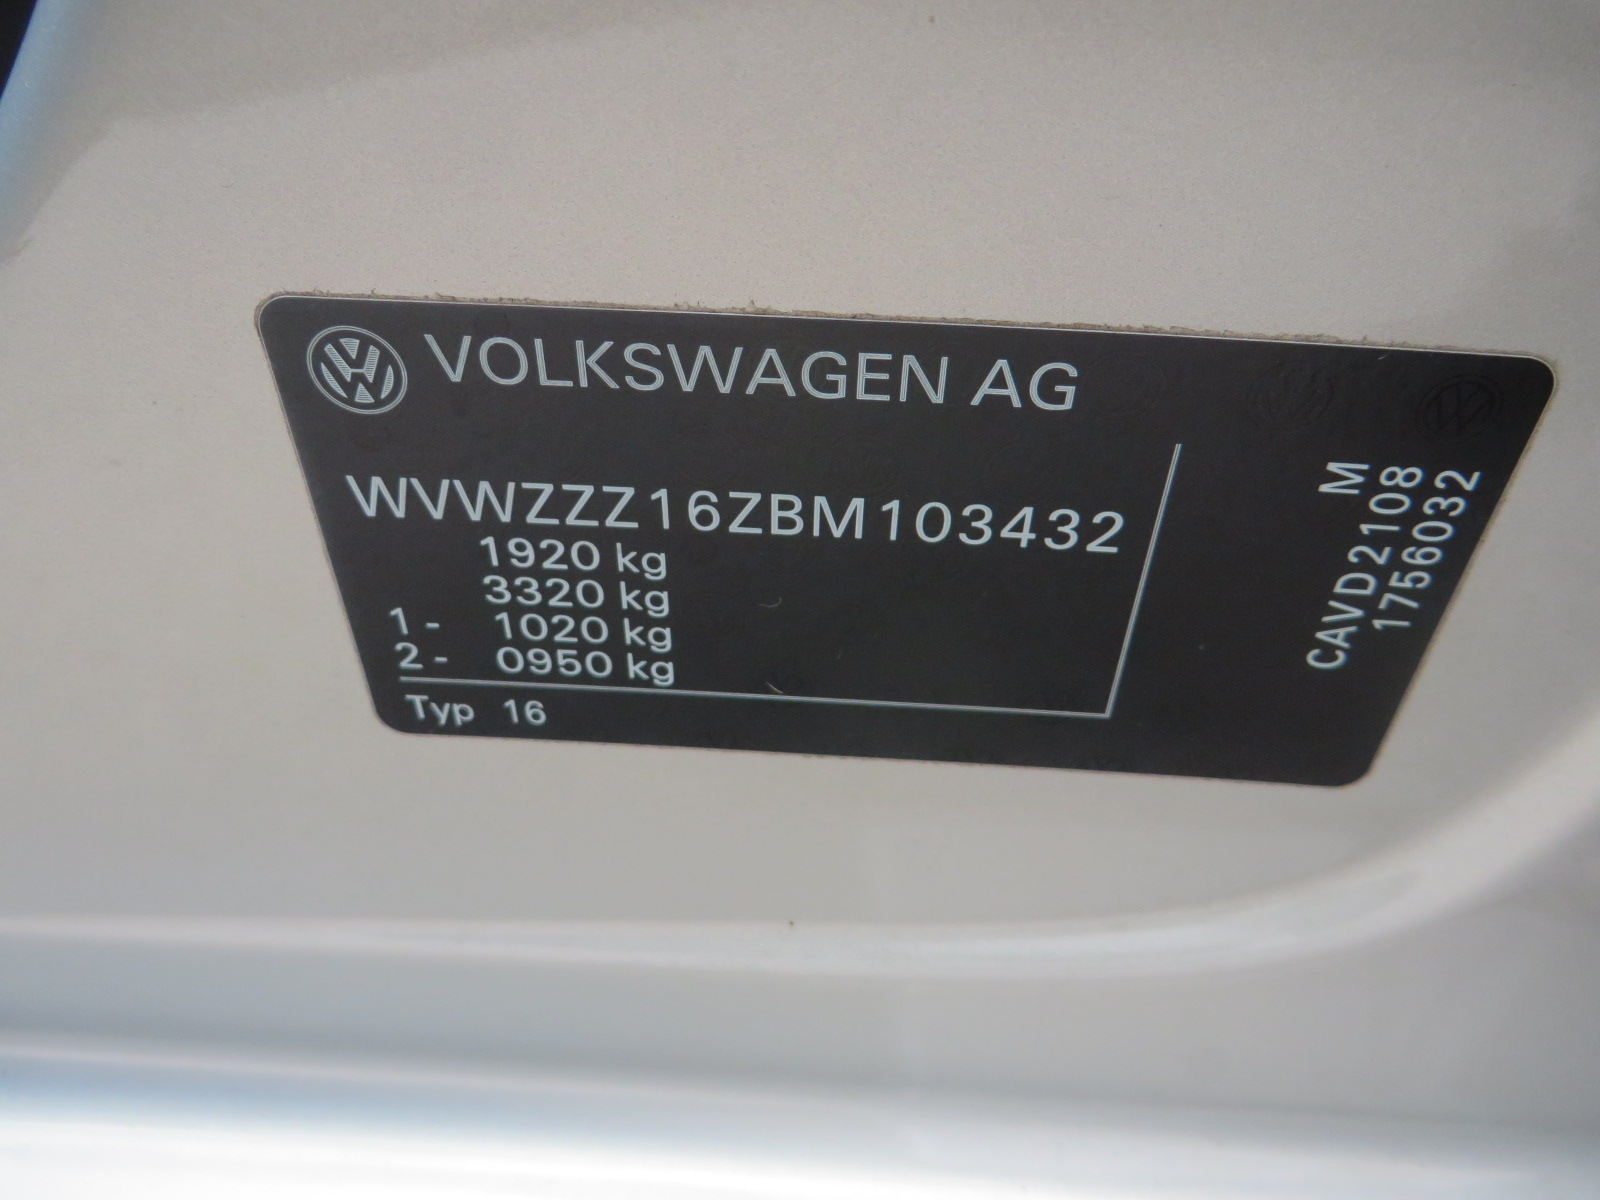 VOLKSWAGEN AG
WVWZZZ16ZBM103432
1920 kg
3320 kg
1- 1020 kg
2- 0950 kg
Typ 16
M
CAVD2108
1756032